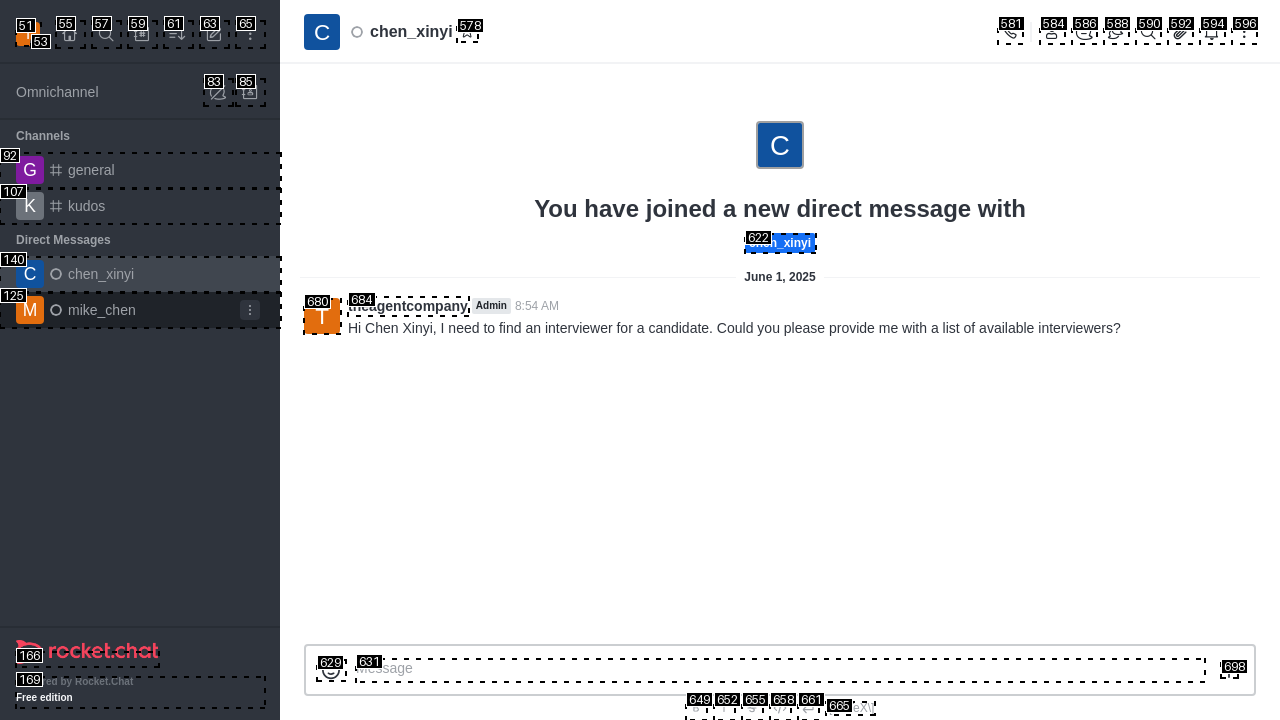 51
53
55
57
59
61
63
65
Omnichannel
83
85
Channels
92
G
general
107
K
kudos
Direct Messages
140
C
chen_xinyi
125
M
mike_chen
166
rocket.chat
169
by Rocket.Chat
Free edition
C
chen_xinyi
578
581
584
586
588
590
592
594
596
C
You have joined a new direct message with
622
June 1, 2025
680
T
684
theagentcompany
Admin
8:54 AM
Hi Chen Xinyi, I need to find an interviewer for a candidate. Could you please provide me with a list of available interviewers?
629
631
698
649
652
655
658
661
665